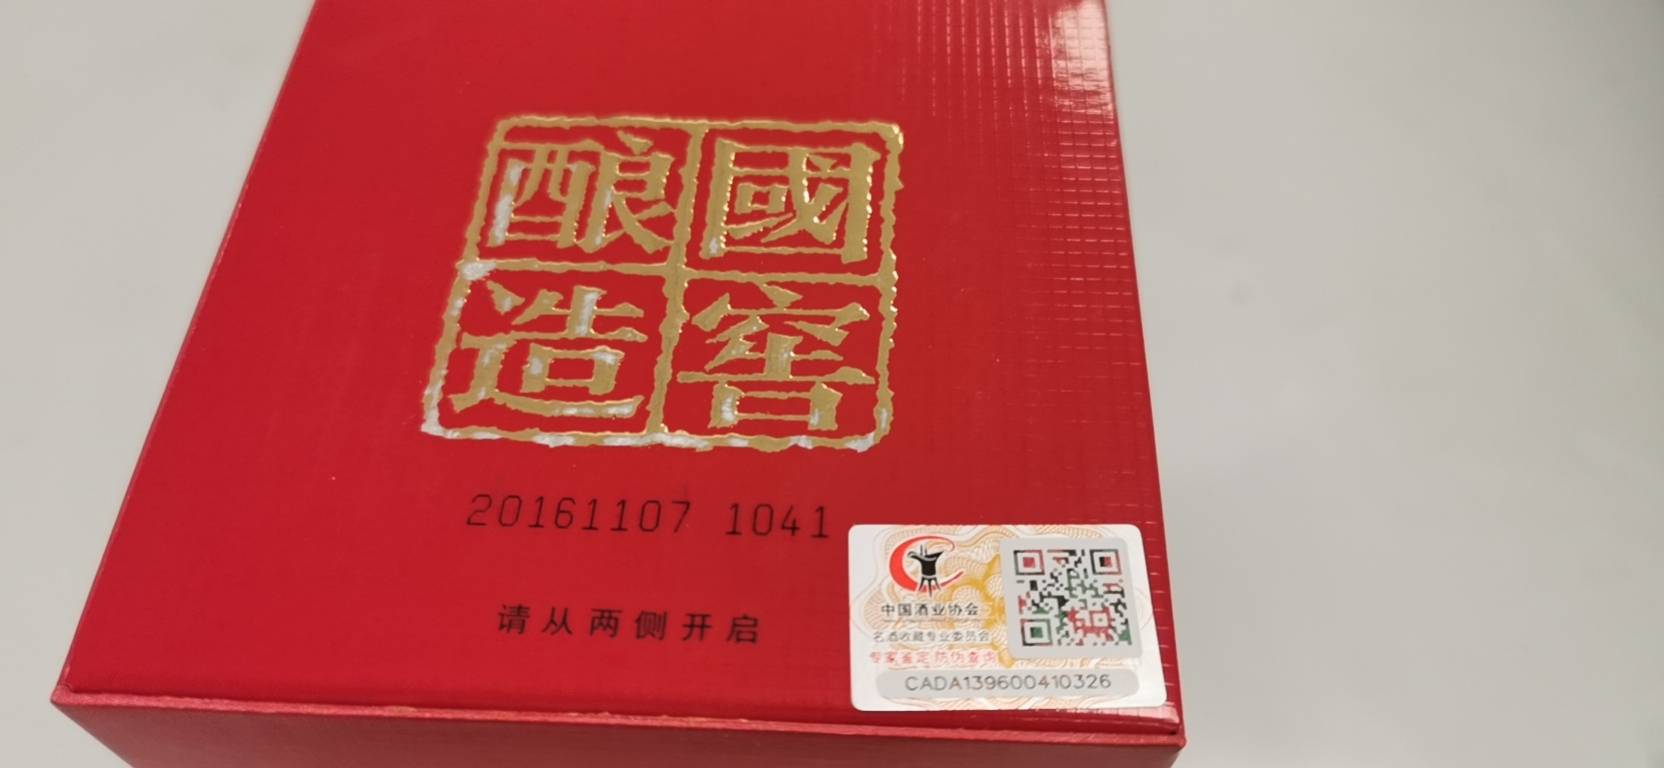 國窖
酿造
20161107 1041
请从两侧开启
中国酒业协会
名酒收藏专业委员会
专家鉴定 防伪查询
CADA139600410326